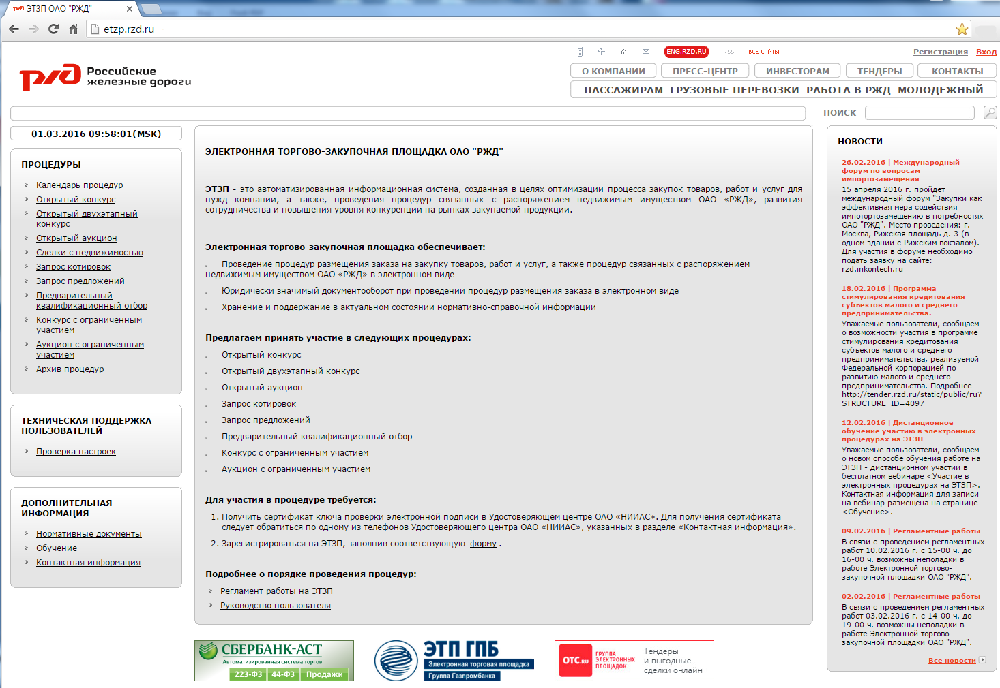 ЭТЗП ОАО "РЖД"
etzp.rzd.ru
ENG.RZD.RU
RSS
ВСЕ САЙТЫ
Регистрация
Вход
Российские
железные дороги
О КОМПАНИИ
ПРЕСС-ЦЕНТР
ИНВЕСТОРАМ
ТЕНДЕРЫ
КОНТАКТЫ
ПАССАЖИРАМ ГРУЗОВЫЕ ПЕРЕВОЗКИ РАБОТА В РЖД МОЛОДЕЖНЫЙ
ПОИСК
01.03.2016 09:58:01(MSK)
ПРОЦЕДУРЫ
Календарь процедур
Открытый конкурс
Открытый двухэтапный
конкурс
Открытый аукцион
Сделки с недвижимостью
Запрос котировок
Запрос предложений
Предварительный
квалификационный отбор
Конкурс с ограниченным
участием
Аукцион с ограниченным
участием
Архив процедур
ТЕХНИЧЕСКАЯ ПОДДЕРЖКА
ПОЛЬЗОВАТЕЛЕЙ
Проверка настроек
ДОПОЛНИТЕЛЬНАЯ
ИНФОРМАЦИЯ
Нормативные документы
Обучение
Контактная информация
ЭЛЕКТРОННАЯ ТОРГОВО-ЗАКУПОЧНАЯ ПЛОЩАДКА ОАО "РЖД"
ЭТЗП - это автоматизированная информационная система, созданная в целях оптимизации процесса закупок товаров, работ и услуг для
нужд компании, а также, проведения процедур связанных с распоряжением недвижимым имуществом ОАО «РЖД», развития
сотрудничества и повышения уровня конкуренции на рынках закупаемой продукции.
Электронная торгово-закупочная площадка обеспечивает:
Проведение процедур размещения заказа на закупку товаров, работ и услуг, а также процедур связанных с распоряжением
недвижимым имуществом ОАО «РЖД» в электронном виде
Юридически значимый документооборот при проведении процедур размещения заказа в электронном виде
Хранение и поддержание в актуальном состоянии нормативно-справочной информации
Предлагаем принять участие в следующих процедурах:
Открытый конкурс
Открытый двухэтапный конкурс
Открытый аукцион
Запрос котировок
Запрос предложений
Предварительный квалификационный отбор
Конкурс с ограниченным участием
Аукцион с ограниченным участием
Для участия в процедуре требуется:
1. Получить сертификат ключа проверки электронной подписи в Удостоверяющем центре ОАО «НИИАС». Для получения сертификата
следует обратиться по одному из телефонов Удостоверяющего центра ОАО «НИИАС», указанных в разделе «Контактная информация».
2. Зарегистрироваться на ЭТЗП, заполнив соответствующую форму .
Подробнее о порядке проведения процедур:
Регламент работы на ЭТЗП
Руководство пользователя
НОВОСТИ
26.02.2016 | Международный
форум по вопросам
импортозамещения
15 апреля 2016 г. пройдет
международный форум "Закупки как
эффективная мера содействия
импотортозамещению в потребностях
ОАО "РЖД". Место проведения: г.
Москва, Рижская площадь д. 3 (в
одном здании с Рижским вокзалом).
Для участия в форуме необходимо
подать заявку на сайте:
rzd.inkontech.ru
18.02.2016 | Программа
стимулирования кредитования
субъектов малого и среднего
предпринимательства.
Уважаемые пользователи, сообщаем
о возможности участия в программе
стимулирования кредитования
субъектов малого и среднего
предпринимательства, реализуемой
Федеральной корпорацией по
развитию малого и среднего
предпринимательства. Подробнее
http://tender.rzd.ru/static/public/ru?
STRUCTURE_ID=4097
12.02.2016 | Дистанционное
обучение участию в электронных
процедурах на ЭТЗП
Уважаемые пользователи, сообщаем
о новом способе обучения работе на
ЭТЗП - дистанционном участии в
бесплатном вебинаре <Участие в
электронных процедурах на ЭТЗП>.
Контактная информация для записи
на вебинар размещена на странице
<Обучение>.
09.02.2016 | Регламентные работы
В связи с проведением регламентных
работ 10.02.2016 г. с 15-00 ч. до
16-00 ч. возможны неполадки в
работе Электронной торгово-
закупочной площадки ОАО "РЖД".
02.02.2016 | Регламентные работы
В связи с проведением регламентных
работ 03.02.2016 г. с 14-00 ч. до
19-00 ч. возможны неполадки в
работе Электронной торгово-
закупочной площадки ОАО "РЖД".
Все новости
СБЕРБАНК-АСТ
Автоматизированная система торгов
223-ФЗ 44-ФЗ Продажи
ЭТП ГПБ
Электронная торговая площадка
Группа Газпромбанка
OTC.RU
ГРУППА
ЭЛЕКТРОННЫХ
ПЛОЩАДОК
Тендеры
и выгодные
сделки онлайн